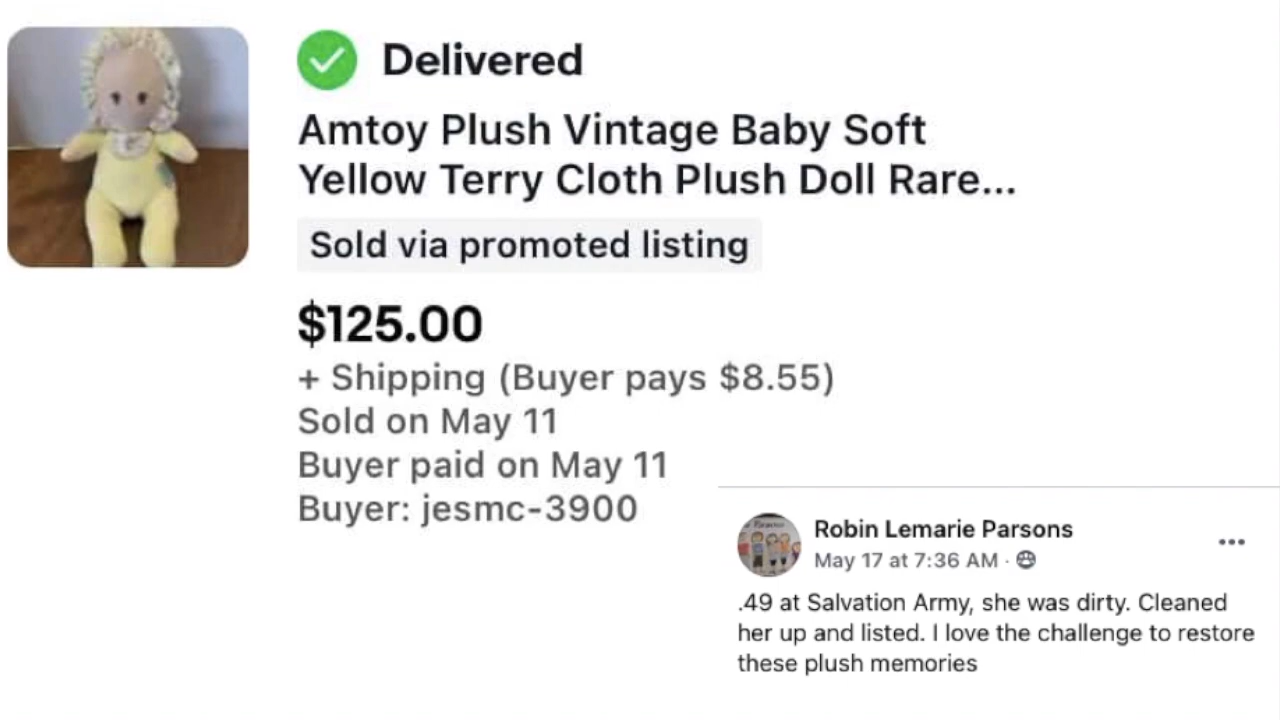 Delivered
Amtoy Plush Vintage Baby Soft
Yellow Terry Cloth Plush Doll Rare...
Sold via promoted listing
$125.00
+ Shipping (Buyer pays $8.55)
Sold on May 11
Buyer paid on May 11
Buyer: jesmc-3900
Robin Lemarie Parsons
May 17 at 7:36 AM ·
.49 at Salvation Army, she was dirty. Cleaned
her up and listed. I love the challenge to restore
these plush memories